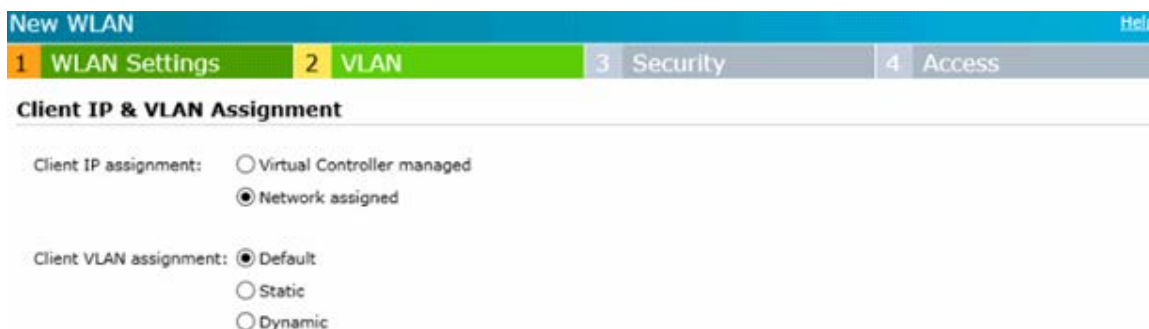 New WLAN
Help
1 WLAN Settings 2 VLAN 3 Security 4 Access
Client IP & VLAN Assignment
Client IP assignment: Virtual Controller managed
Network assigned
Client VLAN assignment: Default
Static
Dynamic